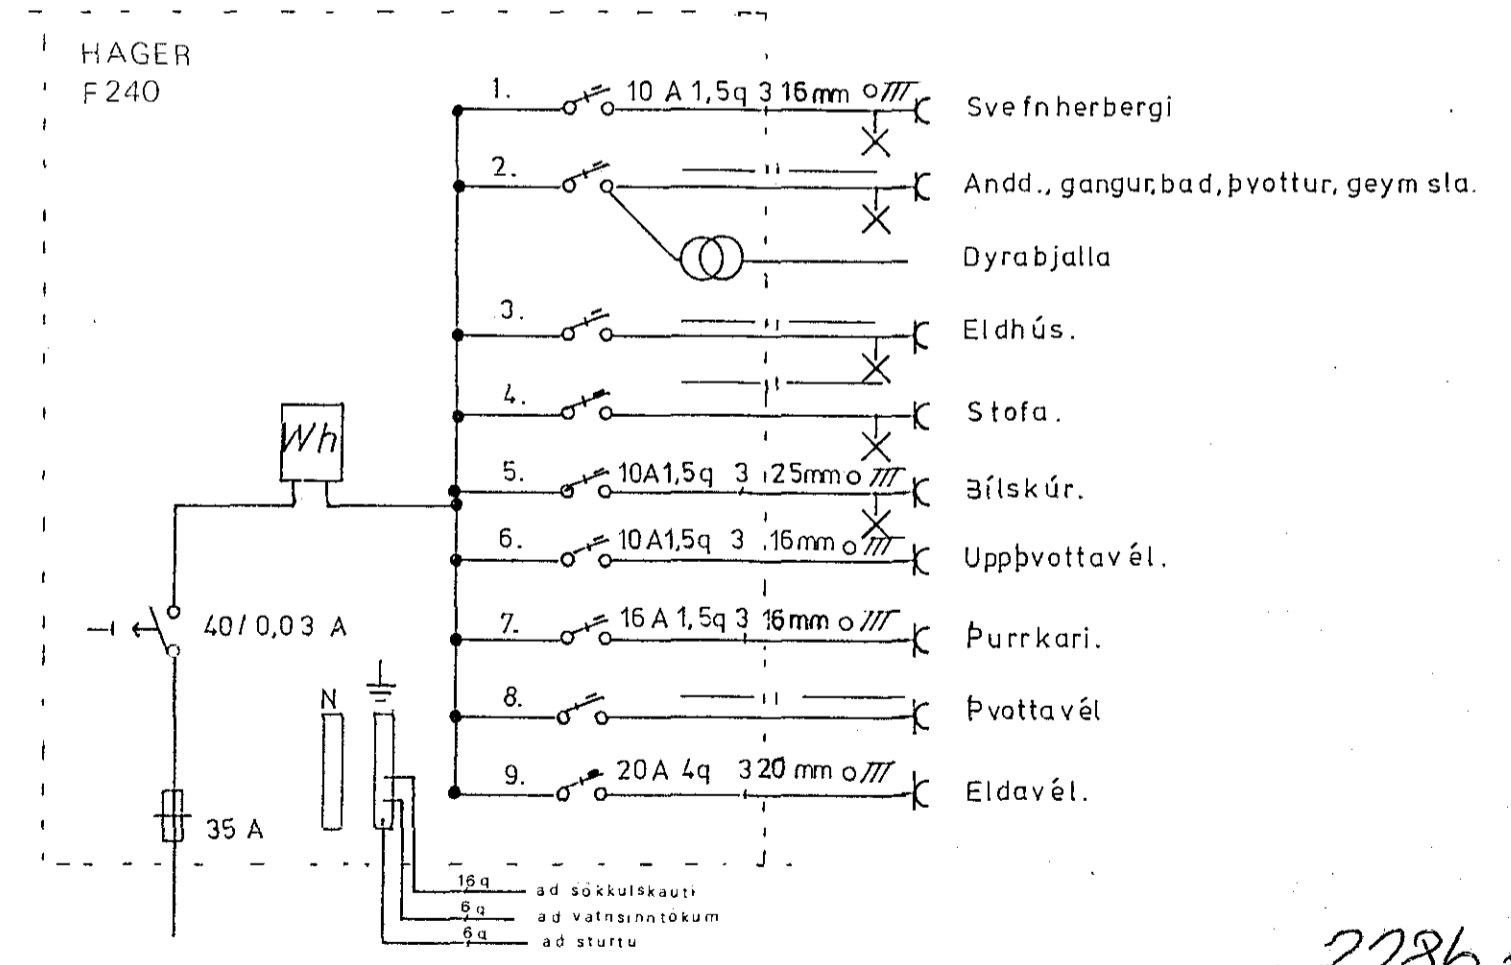 HAGER
F 240
1. 10 A 1,5q 3 16mm Svefnherbergi
2. Andd., gangur, bad, þvottur, geymsla.
Dyrabjalla
3. Eldhús.
4. Stofa.
Wh
5. 10A 1,5q 3 25mm Bílskúr.
6. 10A 1,5q 3 16mm Uppþvottavél.
40/0,03 A
7. 16 A 1,5q 3 16mm Þurrkari.
N
8. Þvottavél
9. 20A 4q 3 20 mm Eldavél.
35 A
16q ad sökkulskauti
6q ad vatnsinntökum
6q ad sturtu